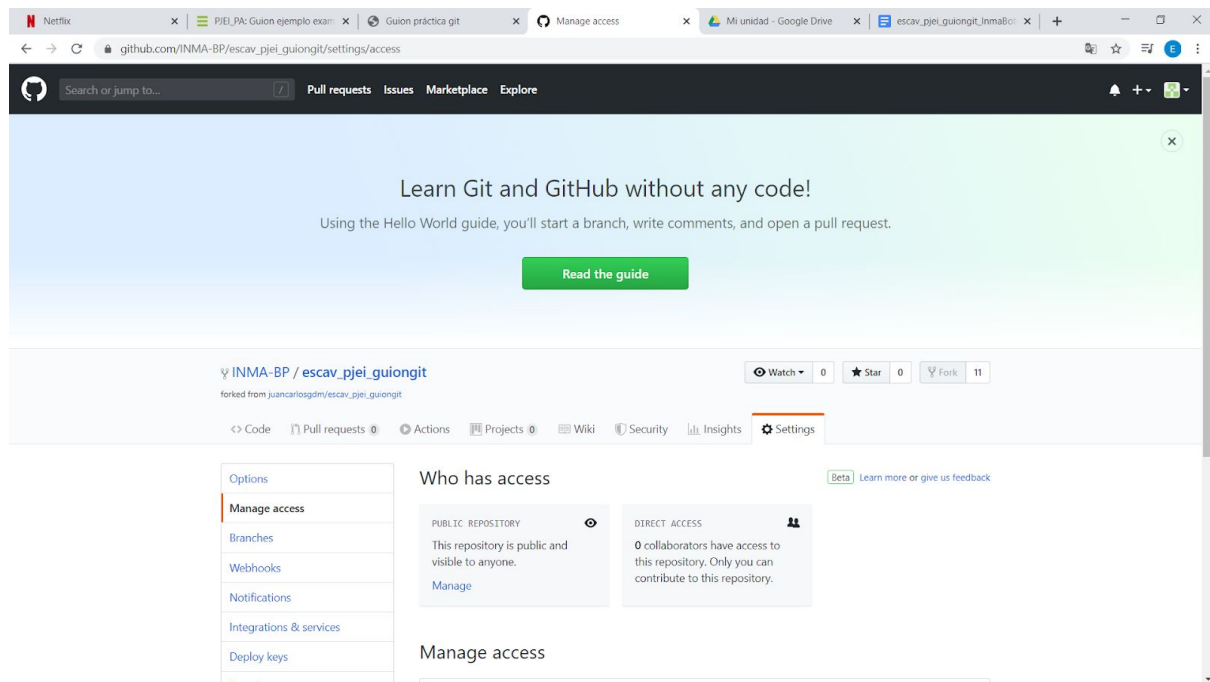 Netflix
PJEI_PA: Guion ejemplo exam
Guion práctica git
Manage access
Mi unidad - Google Drive
escav_pjei_guiongit_InmaBot
github.com/INMA-BP/escav_pjei_guiongit/settings/access
E
Search or jump to...
/
Pull requests Issues Marketplace Explore
Learn Git and GitHub without any code!
Using the Hello World guide, you'll start a branch, write comments, and open a pull request.
Read the guide
INMA-BP / escav_pjei_guiongit
Watch 0 Star 0 Fork 11
forked from juancarlosgdm/escav_pjei_guiongit
Code Pull requests 0 Actions Projects 0 Wiki Security Insights Settings
Options
Manage access
Branches
Webhooks
Notifications
Integrations & services
Deploy keys
Who has access
Beta Learn more or give us feedback
PUBLIC REPOSITORY
This repository is public and
visible to anyone.
Manage
DIRECT ACCESS
0 collaborators have access to
this repository. Only you can
contribute to this repository.
Manage access